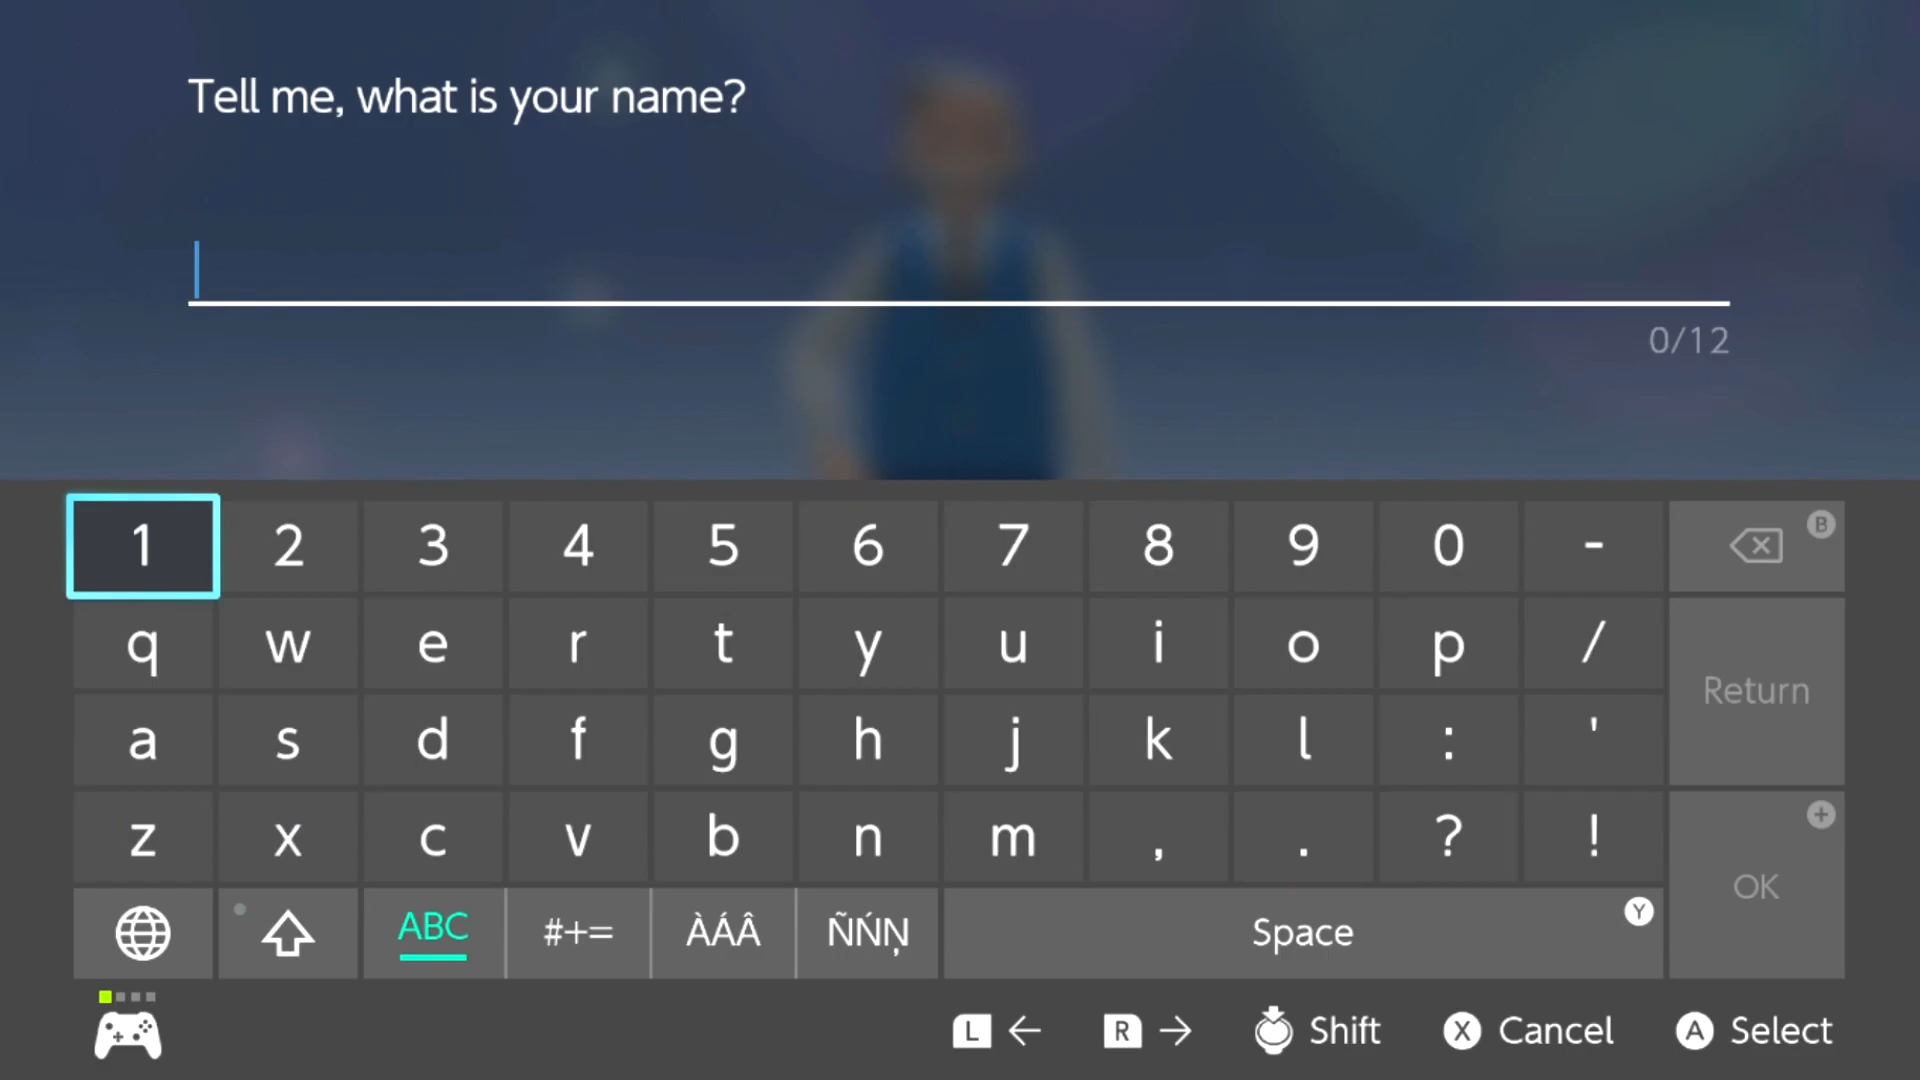 Tell me, what is your name?
0/12
1 2 3 4 5 6 7 8 9 0 - B
q w e r t y u i o p /
Return
a s d f g h j k l : '
z x c v b n m , . ? ! +
OK
ABC #+= ÀÁÂ ÑŃŅ Space Y
L ← R → Shift X Cancel A Select